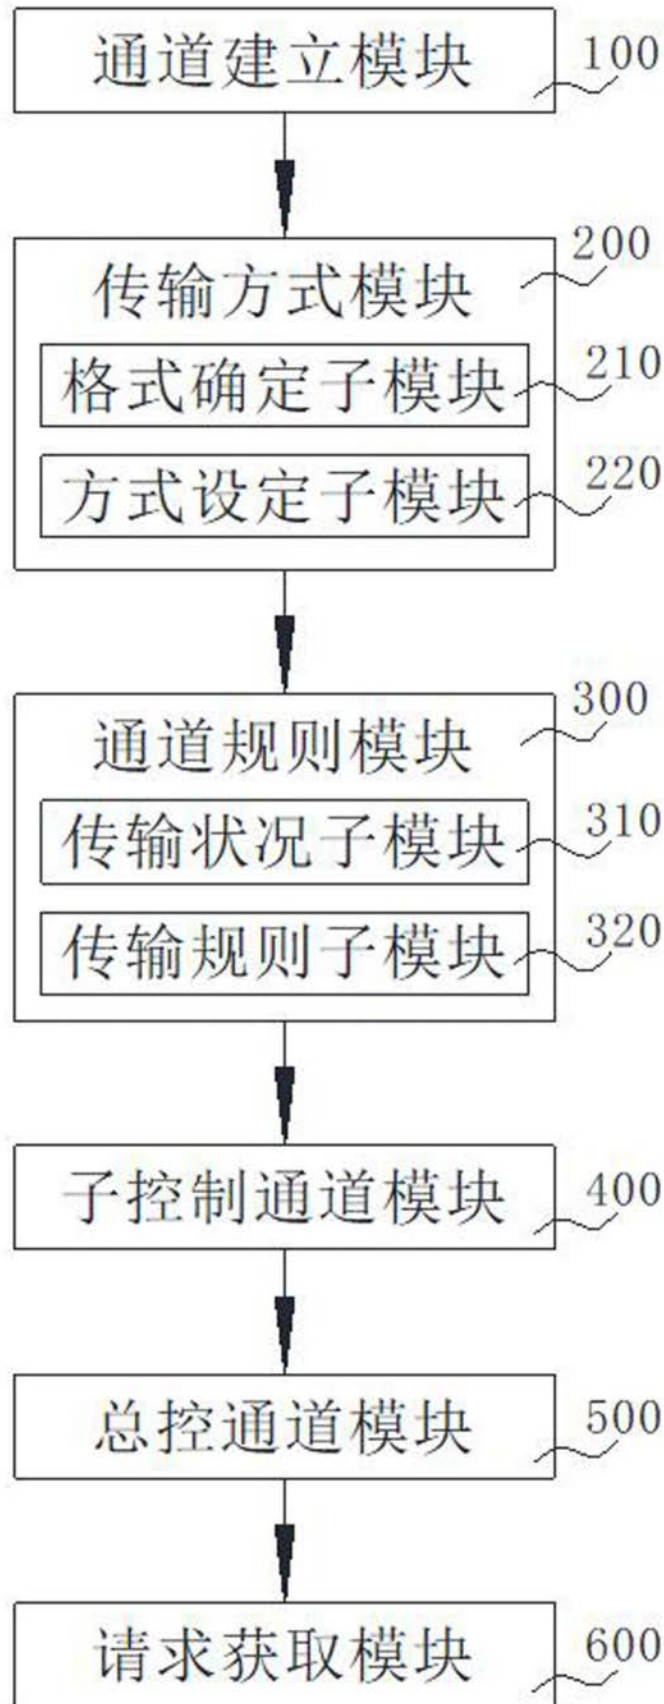 通道建立模块 100
传输方式模块 200
格式确定子模块 210
方式设定子模块 220
通道规则模块 300
传输状况子模块 310
传输规则子模块 320
子控制通道模块 400
总控通道模块 500
请求获取模块 600